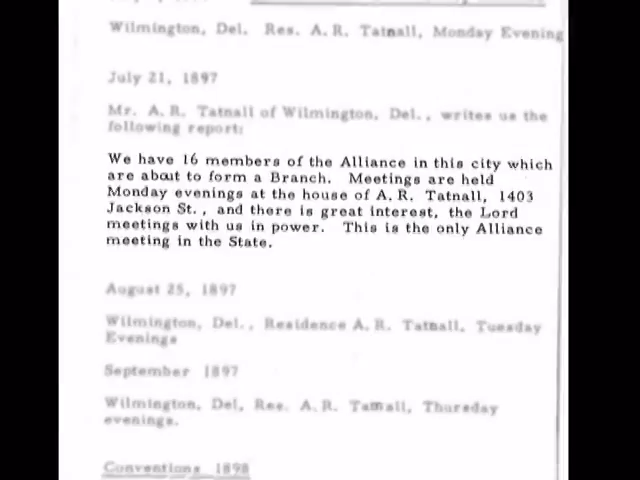 Wilmington, Del. Res. A. R. Tatnall, Monday Evening
July 21, 1897
Mr. A. R. Tatnall of Wilmington, Del., writes us the
following report:
We have 16 members of the Alliance in this city which
are about to form a Branch. Meetings are held
Monday evenings at the house of A. R. Tatnall, 1403
Jackson St., and there is great interest, the Lord
meetings with us in power. This is the only Alliance
meeting in the State.
August 25, 1897
Wilmington, Del., Residence A. R. Tatnall, Tuesday
Evenings
September 1897
Wilmington, Del, Res. A. R. Tatnall, Thursday
evenings.
Conventions 1898